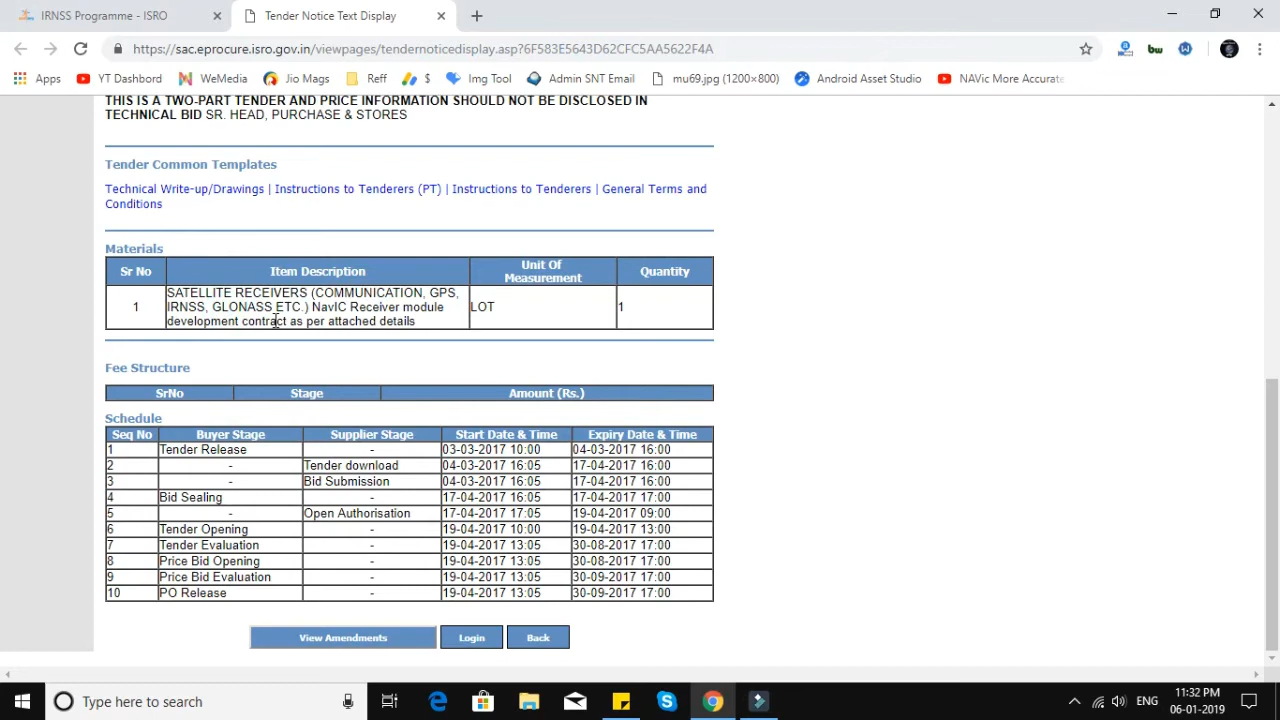 IRNSS Programme - ISRO
Tender Notice Text Display
https://sac.eprocure.isro.gov.in/viewpages/tendernoticedisplay.asp?6F583E5643D62CFC5AA5622F4A
Apps YT Dashbord WeMedia Jio Mags Reff $ Img Tool Admin SNT Email mu69.jpg (1200×800) Android Asset Studio NAVic More Accurate
THIS IS A TWO-PART TENDER AND PRICE INFORMATION SHOULD NOT BE DISCLOSED IN
TECHNICAL BID SR. HEAD, PURCHASE & STORES
Tender Common Templates
Technical Write-up/Drawings | Instructions to Tenderers (PT) | Instructions to Tenderers | General Terms and
Conditions
Materials
Sr No Item Description Unit Of Measurement Quantity
1 SATELLITE RECEIVERS (COMMUNICATION, GPS,
IRNSS, GLONASS ETC.) NavIC Receiver module LOT 1
development contract as per attached details
Fee Structure
SrNo Stage Amount (Rs.)
Schedule
Seq No Buyer Stage Supplier Stage Start Date & Time Expiry Date & Time
1 Tender Release - 03-03-2017 10:00 04-03-2017 16:00
2 - Tender download 04-03-2017 16:05 17-04-2017 16:00
3 - Bid Submission 04-03-2017 16:05 17-04-2017 16:00
4 Bid Sealing - 17-04-2017 16:05 17-04-2017 17:00
5 - Open Authorisation 17-04-2017 17:05 19-04-2017 09:00
6 Tender Opening - 19-04-2017 10:00 19-04-2017 13:00
7 Tender Evaluation - 19-04-2017 13:05 30-08-2017 17:00
8 Price Bid Opening - 19-04-2017 13:05 30-08-2017 17:00
9 Price Bid Evaluation - 19-04-2017 13:05 30-09-2017 17:00
10 PO Release - 19-04-2017 13:05 30-09-2017 17:00
View Amendments Login Back
Type here to search
ENG
11:32 PM
06-01-2019